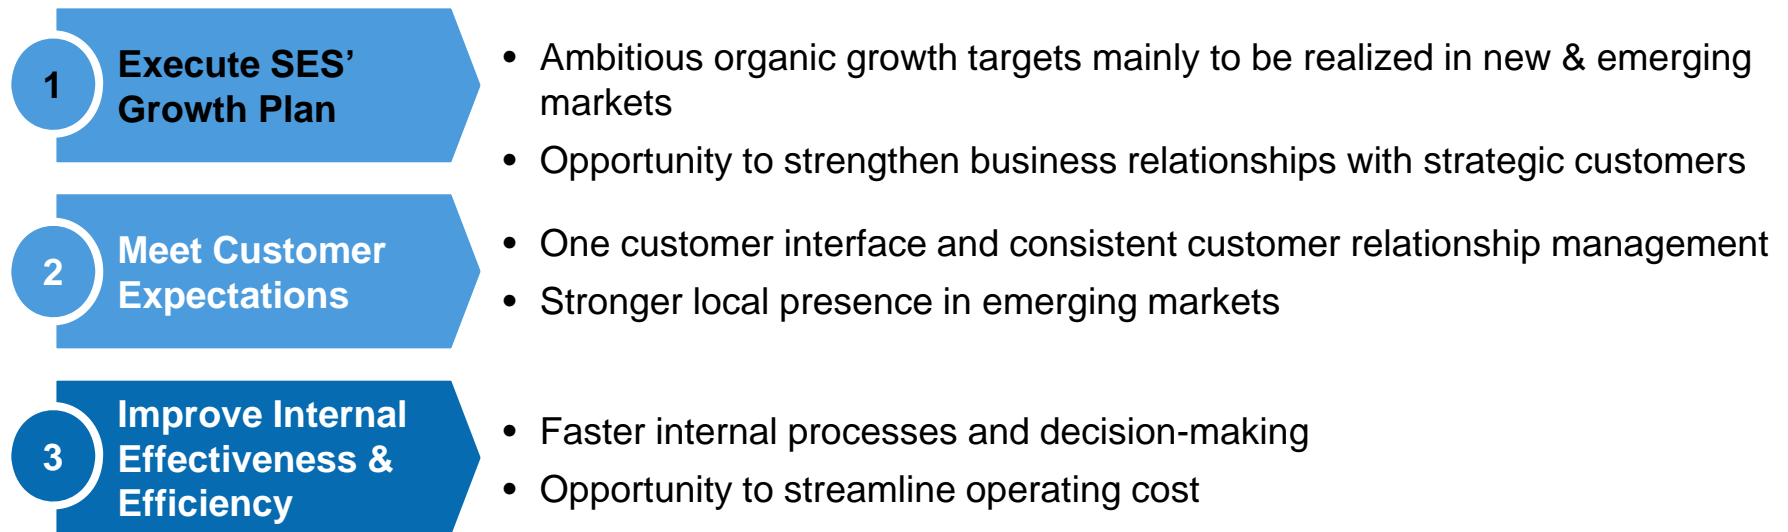 1
Execute SES’
Growth Plan
• Ambitious organic growth targets mainly to be realized in new & emerging
markets
• Opportunity to strengthen business relationships with strategic customers
2
Meet Customer
Expectations
• One customer interface and consistent customer relationship management
• Stronger local presence in emerging markets
3
Improve Internal
Effectiveness &
Efficiency
• Faster internal processes and decision-making
• Opportunity to streamline operating cost